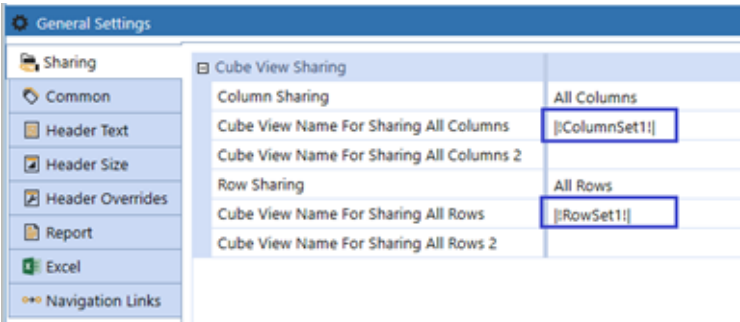 General Settings
Sharing
Common
Header Text
Header Size
Header Overrides
Report
Excel
Navigation Links
Cube View Sharing
Column Sharing All Columns
Cube View Name For Sharing All Columns |!ColumnSet1!|
Cube View Name For Sharing All Columns 2
Row Sharing All Rows
Cube View Name For Sharing All Rows |!RowSet1!|
Cube View Name For Sharing All Rows 2